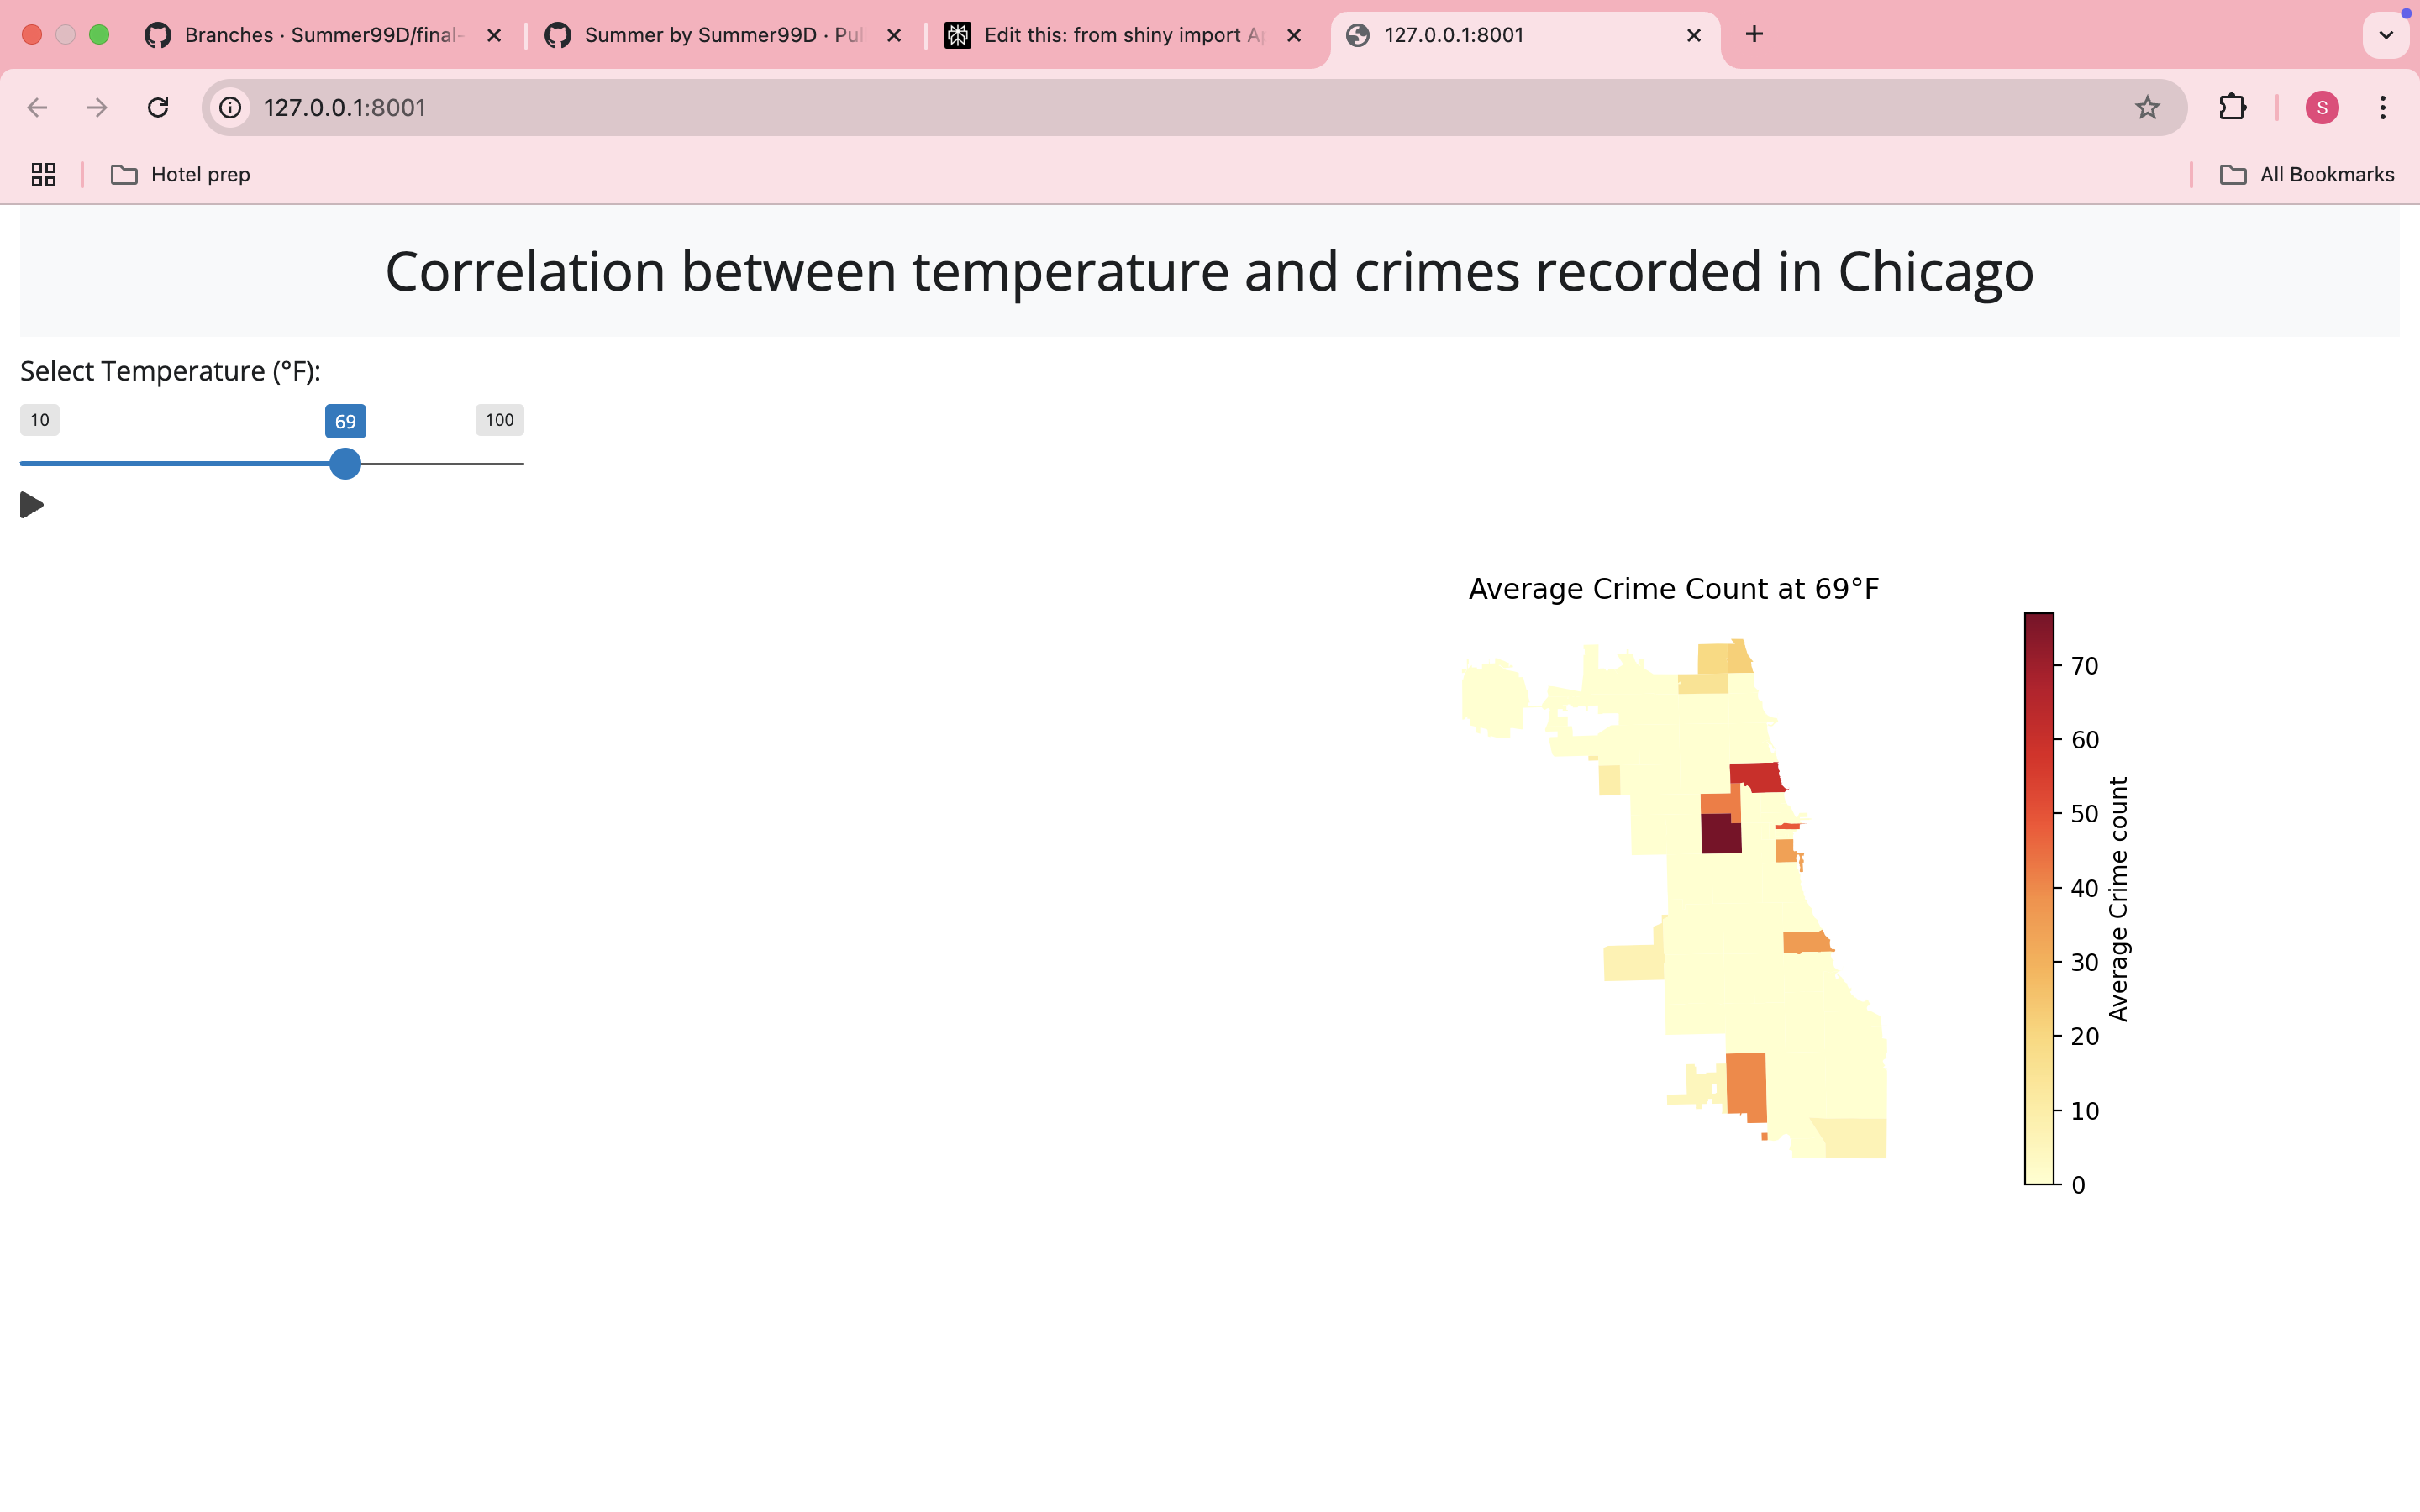 Branches · Summer99D/final-
Summer by Summer99D · Pul
Edit this: from shiny import Ap
127.0.0.1:8001
127.0.0.1:8001
S
Hotel prep
All Bookmarks
Correlation between temperature and crimes recorded in Chicago
Select Temperature (°F):
10
69
100
Average Crime Count at 69°F
70
60
50
40
30
20
10
0
Average Crime count